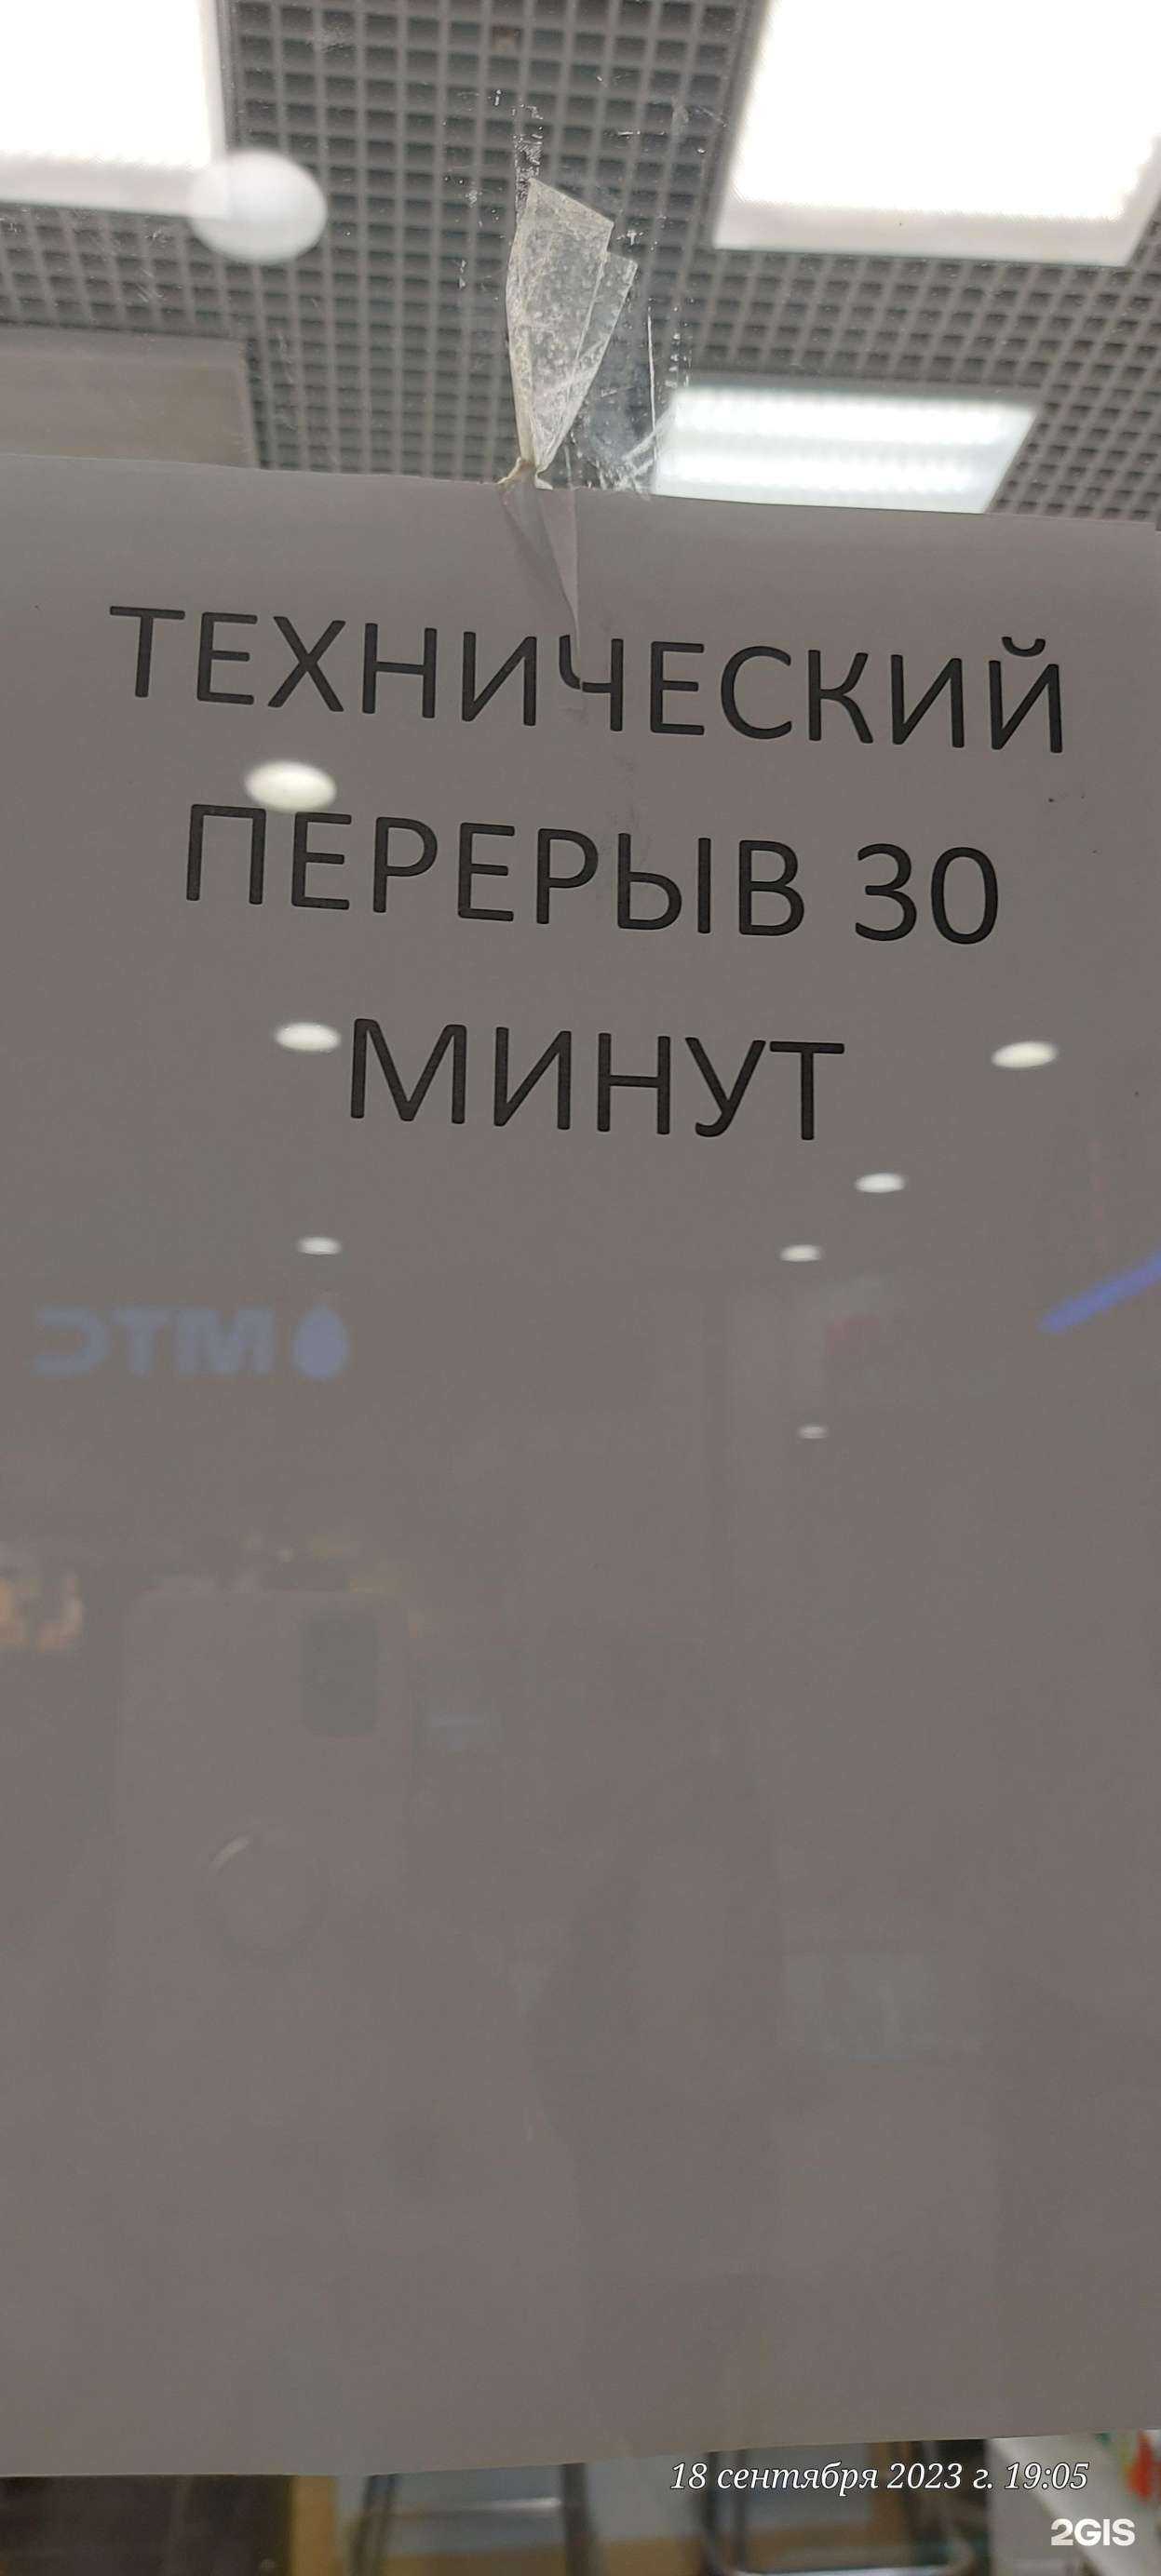 ТЕХНИЧЕСКИЙ
ПЕРЕРЫВ 30
МИНУТ
МТС
18 сентября 2023 г. 19:05
2GIS